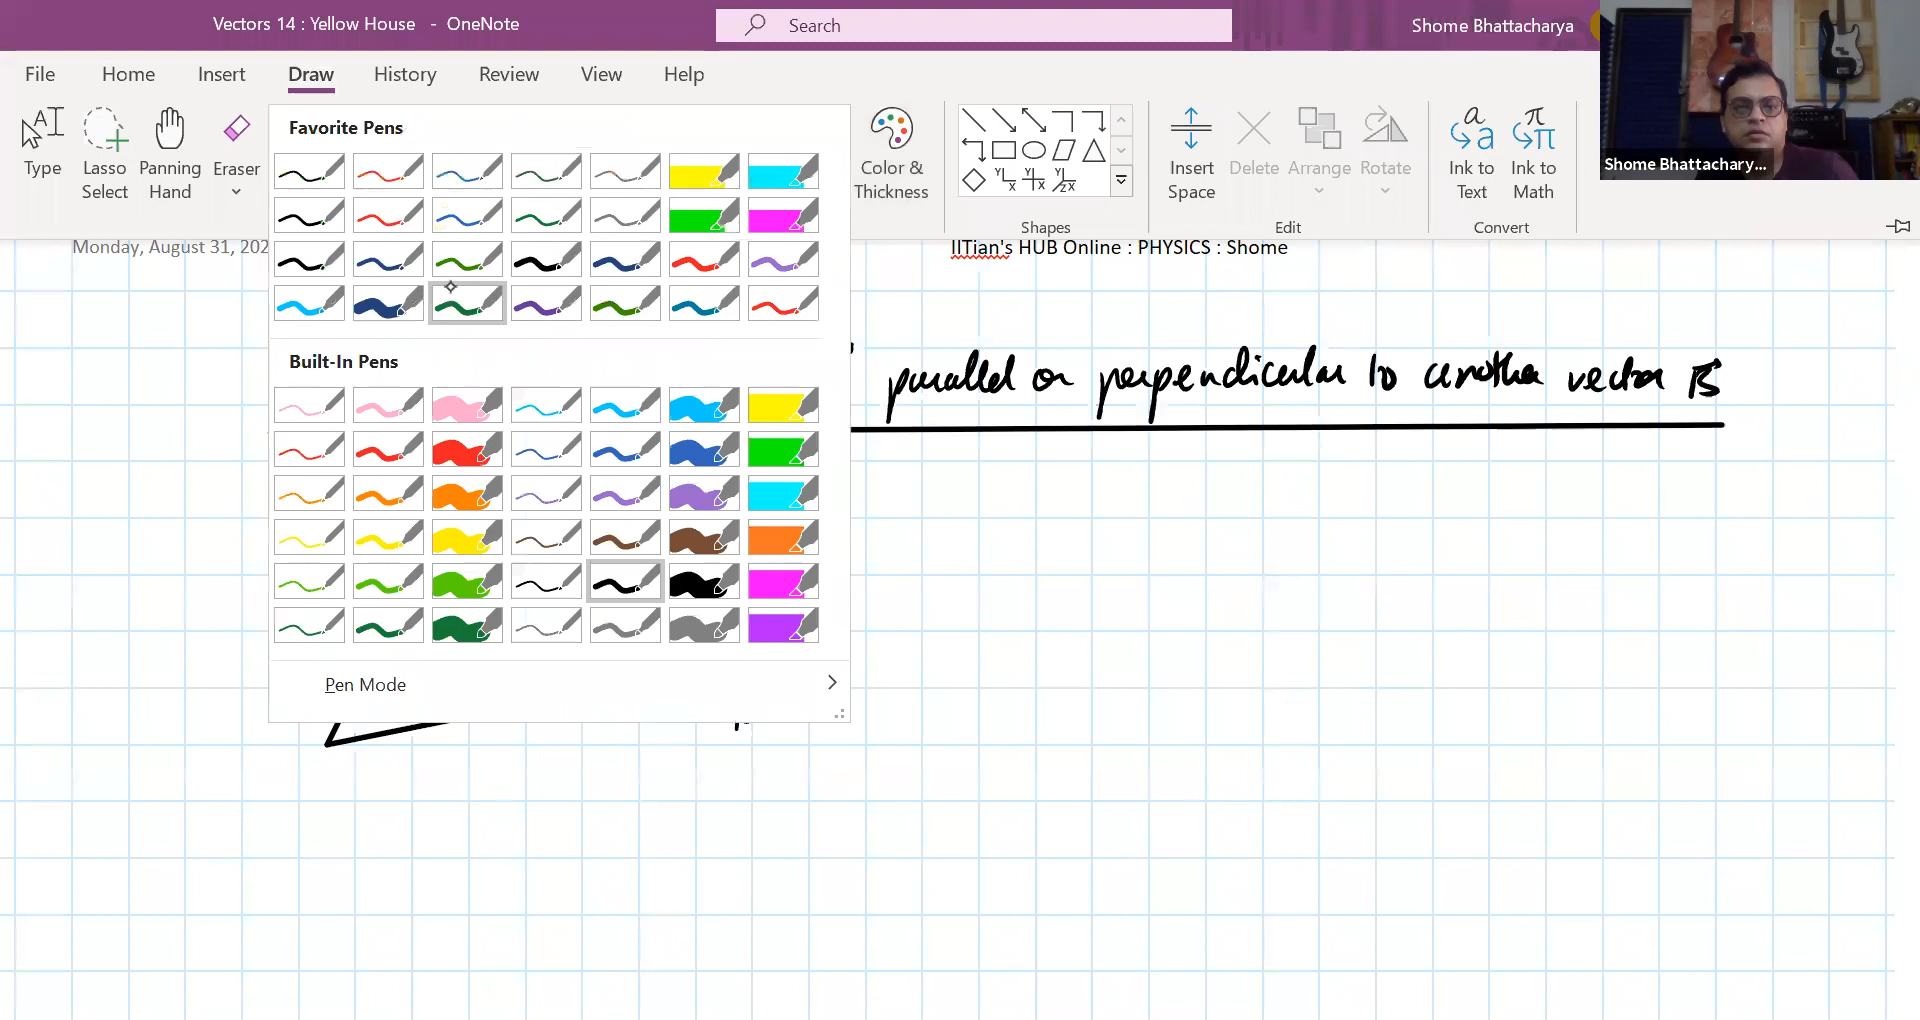 Vectors 14 : Yellow House - OneNote
Search
Shome Bhattacharya
File Home Insert Draw History Review View Help
Type
Lasso Select
Panning Hand
Eraser
Favorite Pens
Color & Thickness
Shapes
Insert Space
Delete
Arrange
Rotate
Edit
Ink to Text
Ink to Math
Convert
Shome Bhattachary...
Monday, August 31, 202
IITian's HUB Online : PHYSICS : Shome
parallel or perpendicular to another vector B
Built-In Pens
Pen Mode